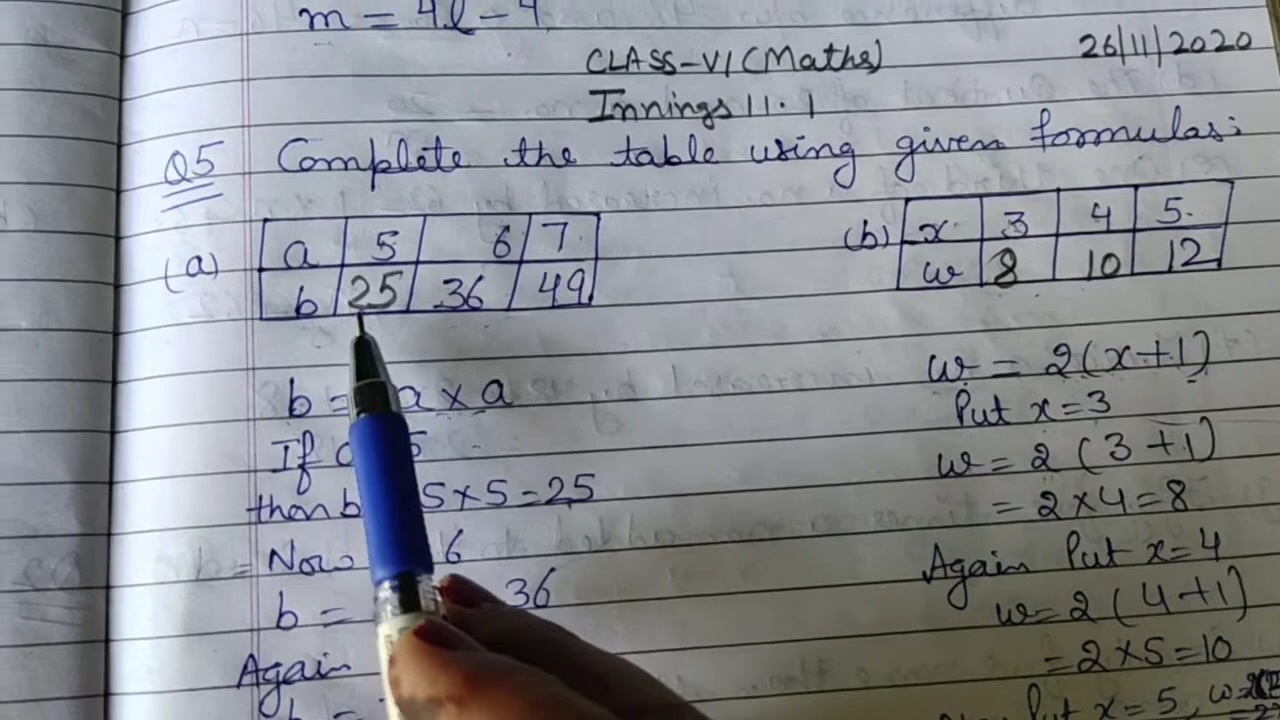 m = 4l - 4
CLASS-VI (Maths)
26/11/2020
Innings 11.1
Q5 Complete the table using given formulas:
(a)
a 5 6 7
b 25 36 49
b = a × a
If 5
then b 5×5=25
Now 6
b = 36
Again
b =
(b)
x 3 4 5
w 8 10 12
w = 2(x+1)
Put x=3
w = 2 (3+1)
= 2×4=8
Again Put x=4
w=2(4+1)
=2×5=10
Put x=5,